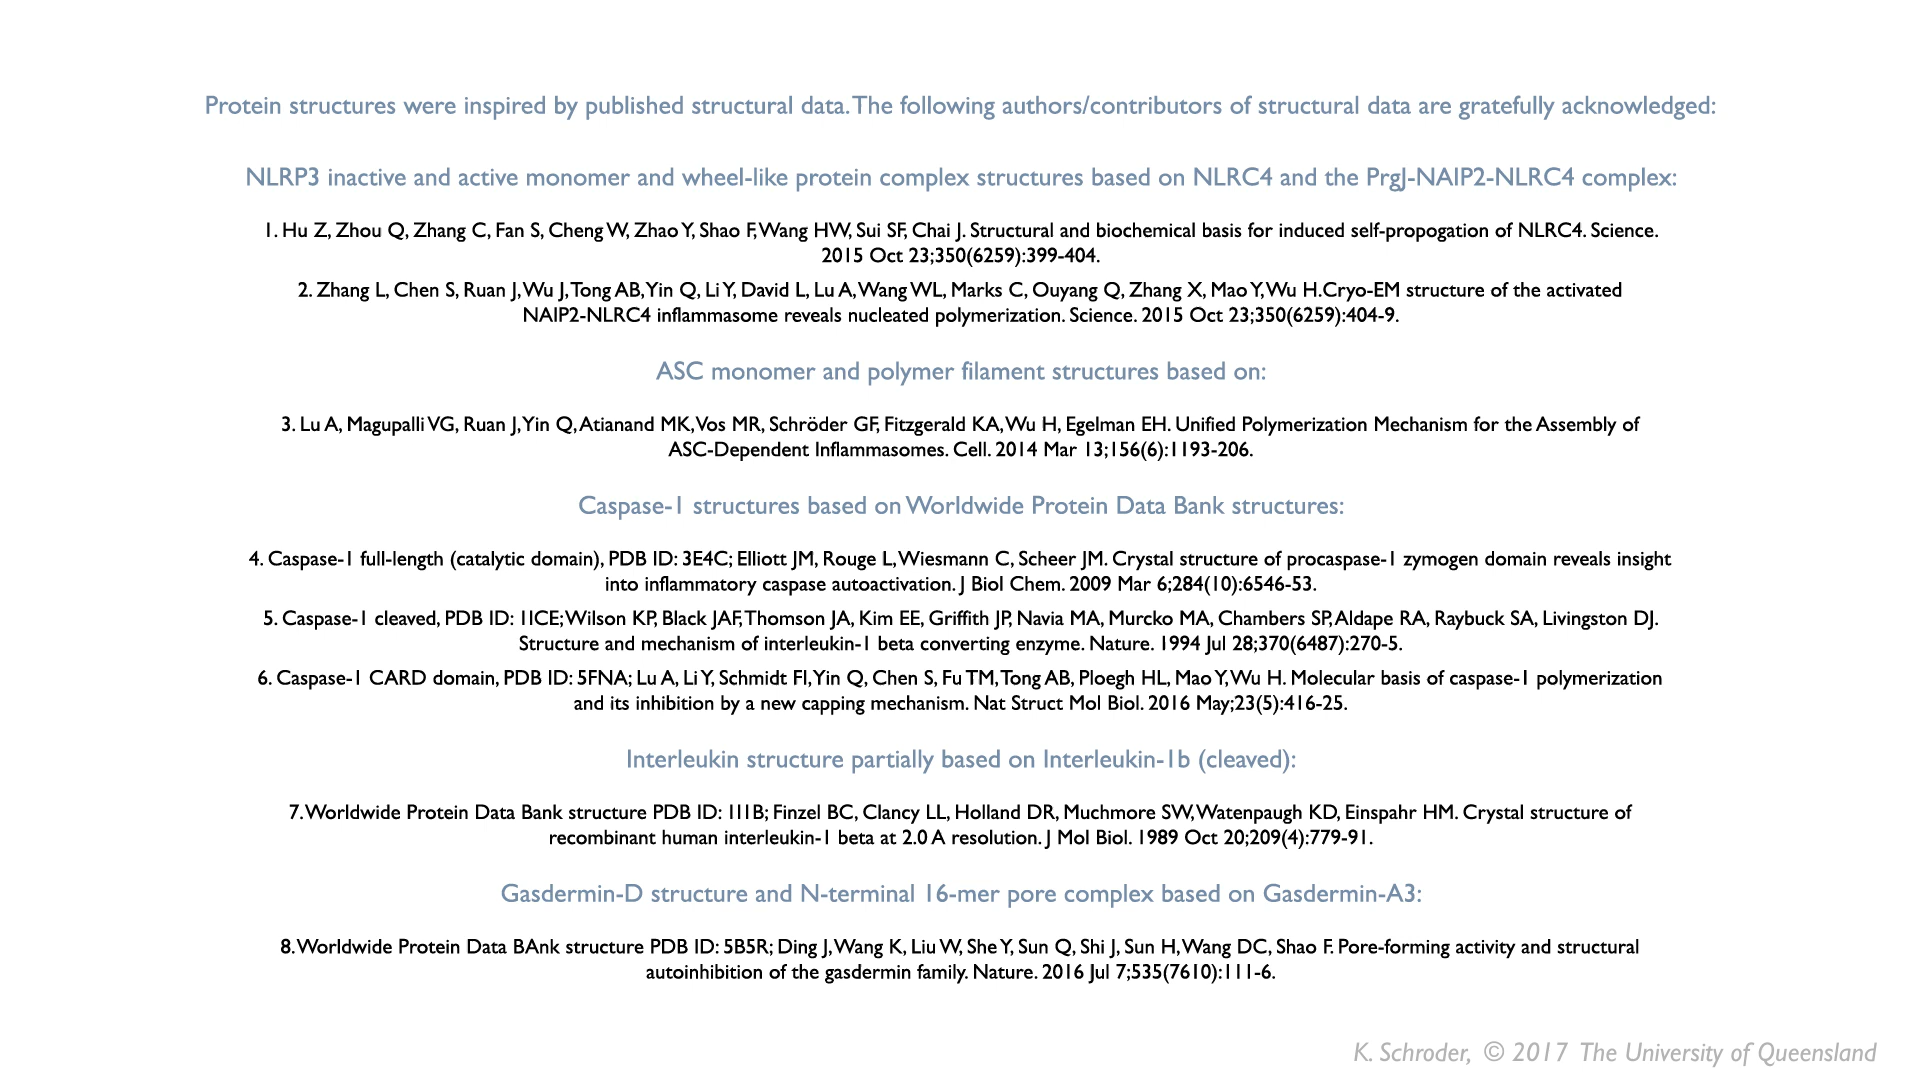 Protein structures were inspired by published structural data. The following authors/contributors of structural data are gratefully acknowledged:
NLRP3 inactive and active monomer and wheel-like protein complex structures based on NLRC4 and the PrgJ-NAIP2-NLRC4 complex:
1. Hu Z, Zhou Q, Zhang C, Fan S, Cheng W, Zhao Y, Shao F, Wang HW, Sui SF, Chai J. Structural and biochemical basis for induced self-propogation of NLRC4. Science.
2015 Oct 23;350(6259):399-404.
2. Zhang L, Chen S, Ruan J, Wu J, Tong AB, Yin Q, Li Y, David L, Lu A, Wang WL, Marks C, Ouyang Q, Zhang X, Mao Y, Wu H.Cryo-EM structure of the activated
NAIP2-NLRC4 inflammasome reveals nucleated polymerization. Science. 2015 Oct 23;350(6259):404-9.
ASC monomer and polymer filament structures based on:
3. Lu A, Magupalli VG, Ruan J, Yin Q, Atianand MK, Vos MR, Schröder GF, Fitzgerald KA, Wu H, Egelman EH. Unified Polymerization Mechanism for the Assembly of
ASC-Dependent Inflammasomes. Cell. 2014 Mar 13;156(6):1193-206.
Caspase-1 structures based on Worldwide Protein Data Bank structures:
4. Caspase-1 full-length (catalytic domain), PDB ID: 3E4C; Elliott JM, Rouge L, Wiesmann C, Scheer JM. Crystal structure of procaspase-1 zymogen domain reveals insight
into inflammatory caspase autoactivation. J Biol Chem. 2009 Mar 6;284(10):6546-53.
5. Caspase-1 cleaved, PDB ID: 1ICE; Wilson KP, Black JAF, Thomson JA, Kim EE, Griffith JP, Navia MA, Murcko MA, Chambers SP, Aldape RA, Raybuck SA, Livingston DJ.
Structure and mechanism of interleukin-1 beta converting enzyme. Nature. 1994 Jul 28;370(6487):270-5.
6. Caspase-1 CARD domain, PDB ID: 5FNA; Lu A, Li Y, Schmidt FI, Yin Q, Chen S, Fu TM, Tong AB, Ploegh HL, Mao Y, Wu H. Molecular basis of caspase-1 polymerization
and its inhibition by a new capping mechanism. Nat Struct Mol Biol. 2016 May;23(5):416-25.
Interleukin structure partially based on Interleukin-1b (cleaved):
7. Worldwide Protein Data Bank structure PDB ID: 1I1B; Finzel BC, Clancy LL, Holland DR, Muchmore SW, Watenpaugh KD, Einspahr HM. Crystal structure of
recombinant human interleukin-1 beta at 2.0 A resolution. J Mol Biol. 1989 Oct 20;209(4):779-91.
Gasdermin-D structure and N-terminal 16-mer pore complex based on Gasdermin-A3:
8. Worldwide Protein Data BAnk structure PDB ID: 5B5R; Ding J, Wang K, Liu W, She Y, Sun Q, Shi J, Sun H, Wang DC, Shao F. Pore-forming activity and structural
autoinhibition of the gasdermin family. Nature. 2016 Jul 7;535(7610):111-6.
K. Schroder, © 2017 The University of Queensland